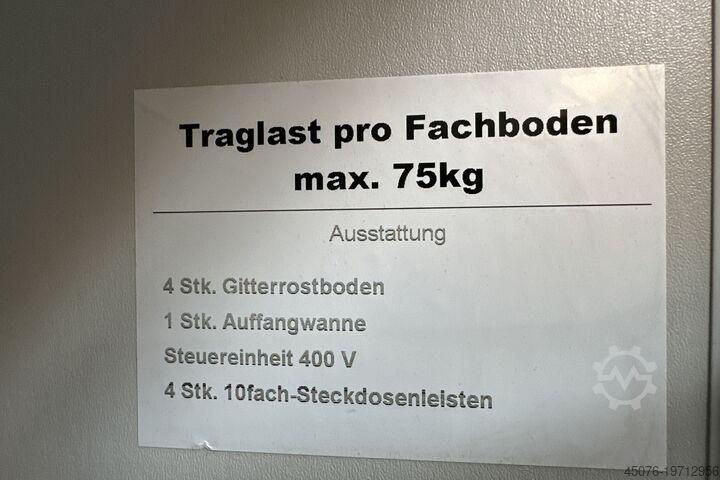 Traglast pro Fachboden
max. 75kg
Ausstattung
4 Stk. Gitterrostboden
1 Stk. Auffangwanne
Steuereinheit 400 V
4 Stk. 10fach-Steckdosenleisten
45076-19712956